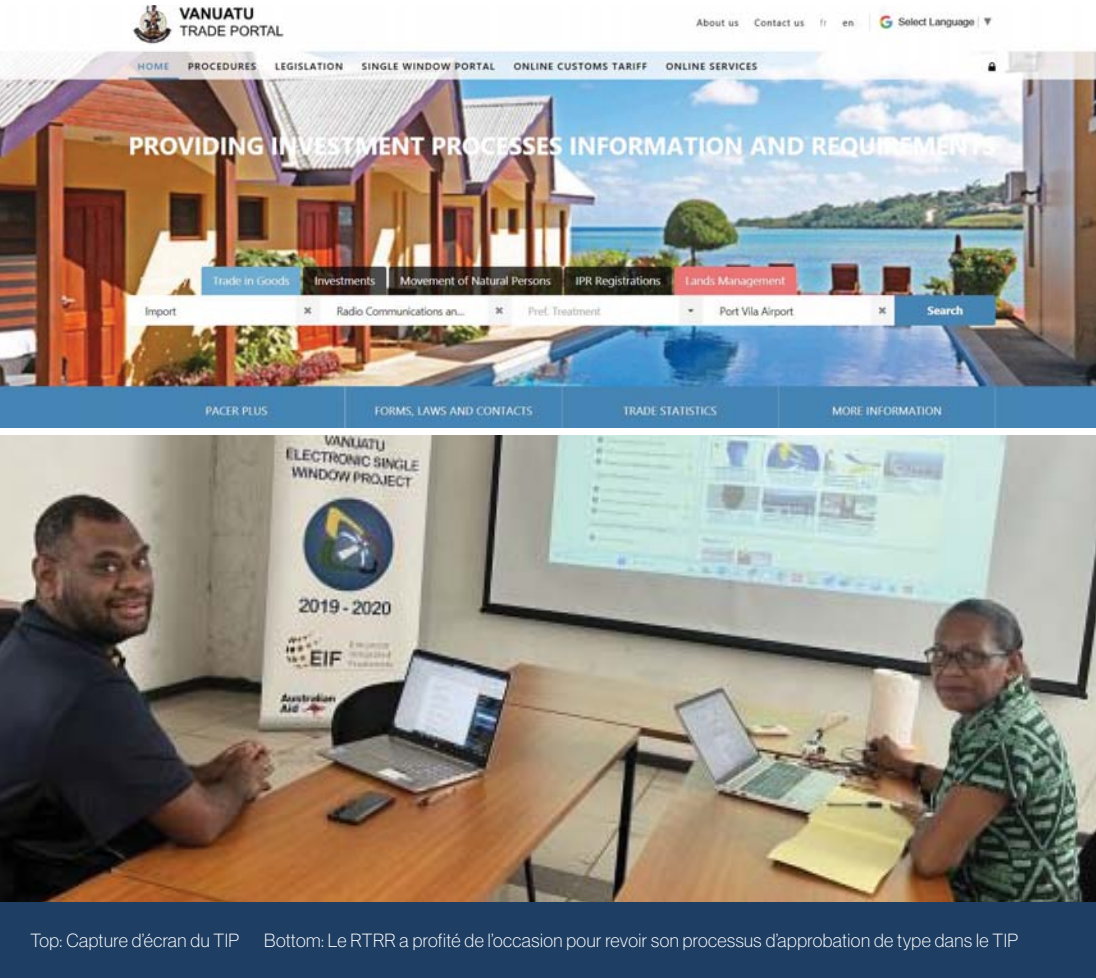 VANUATU
TRADE PORTAL
About us Contact us fr en Select Language ▼
HOME PROCEDURES LEGISLATION SINGLE WINDOW PORTAL ONLINE CUSTOMS TARIFF ONLINE SERVICES
PROVIDING INVESTMENT PROCESSES INFORMATION AND REQUIREMENTS
Trade in Goods Investments Movement of Natural Persons IPR Registrations Lands Management
Import Radio Communications an... Pref. Treatment Port Vila Airport Search
PACER PLUS FORMS, LAWS AND CONTACTS TRADE STATISTICS MORE INFORMATION
VANUATU
ELECTRONIC SINGLE
WINDOW PROJECT
2019 - 2020
EIF
Australian
Aid
Top: Capture d'écran du TIP Bottom: Le RTRR a profité de l'occasion pour revoir son processus d'approbation de type dans le TIP